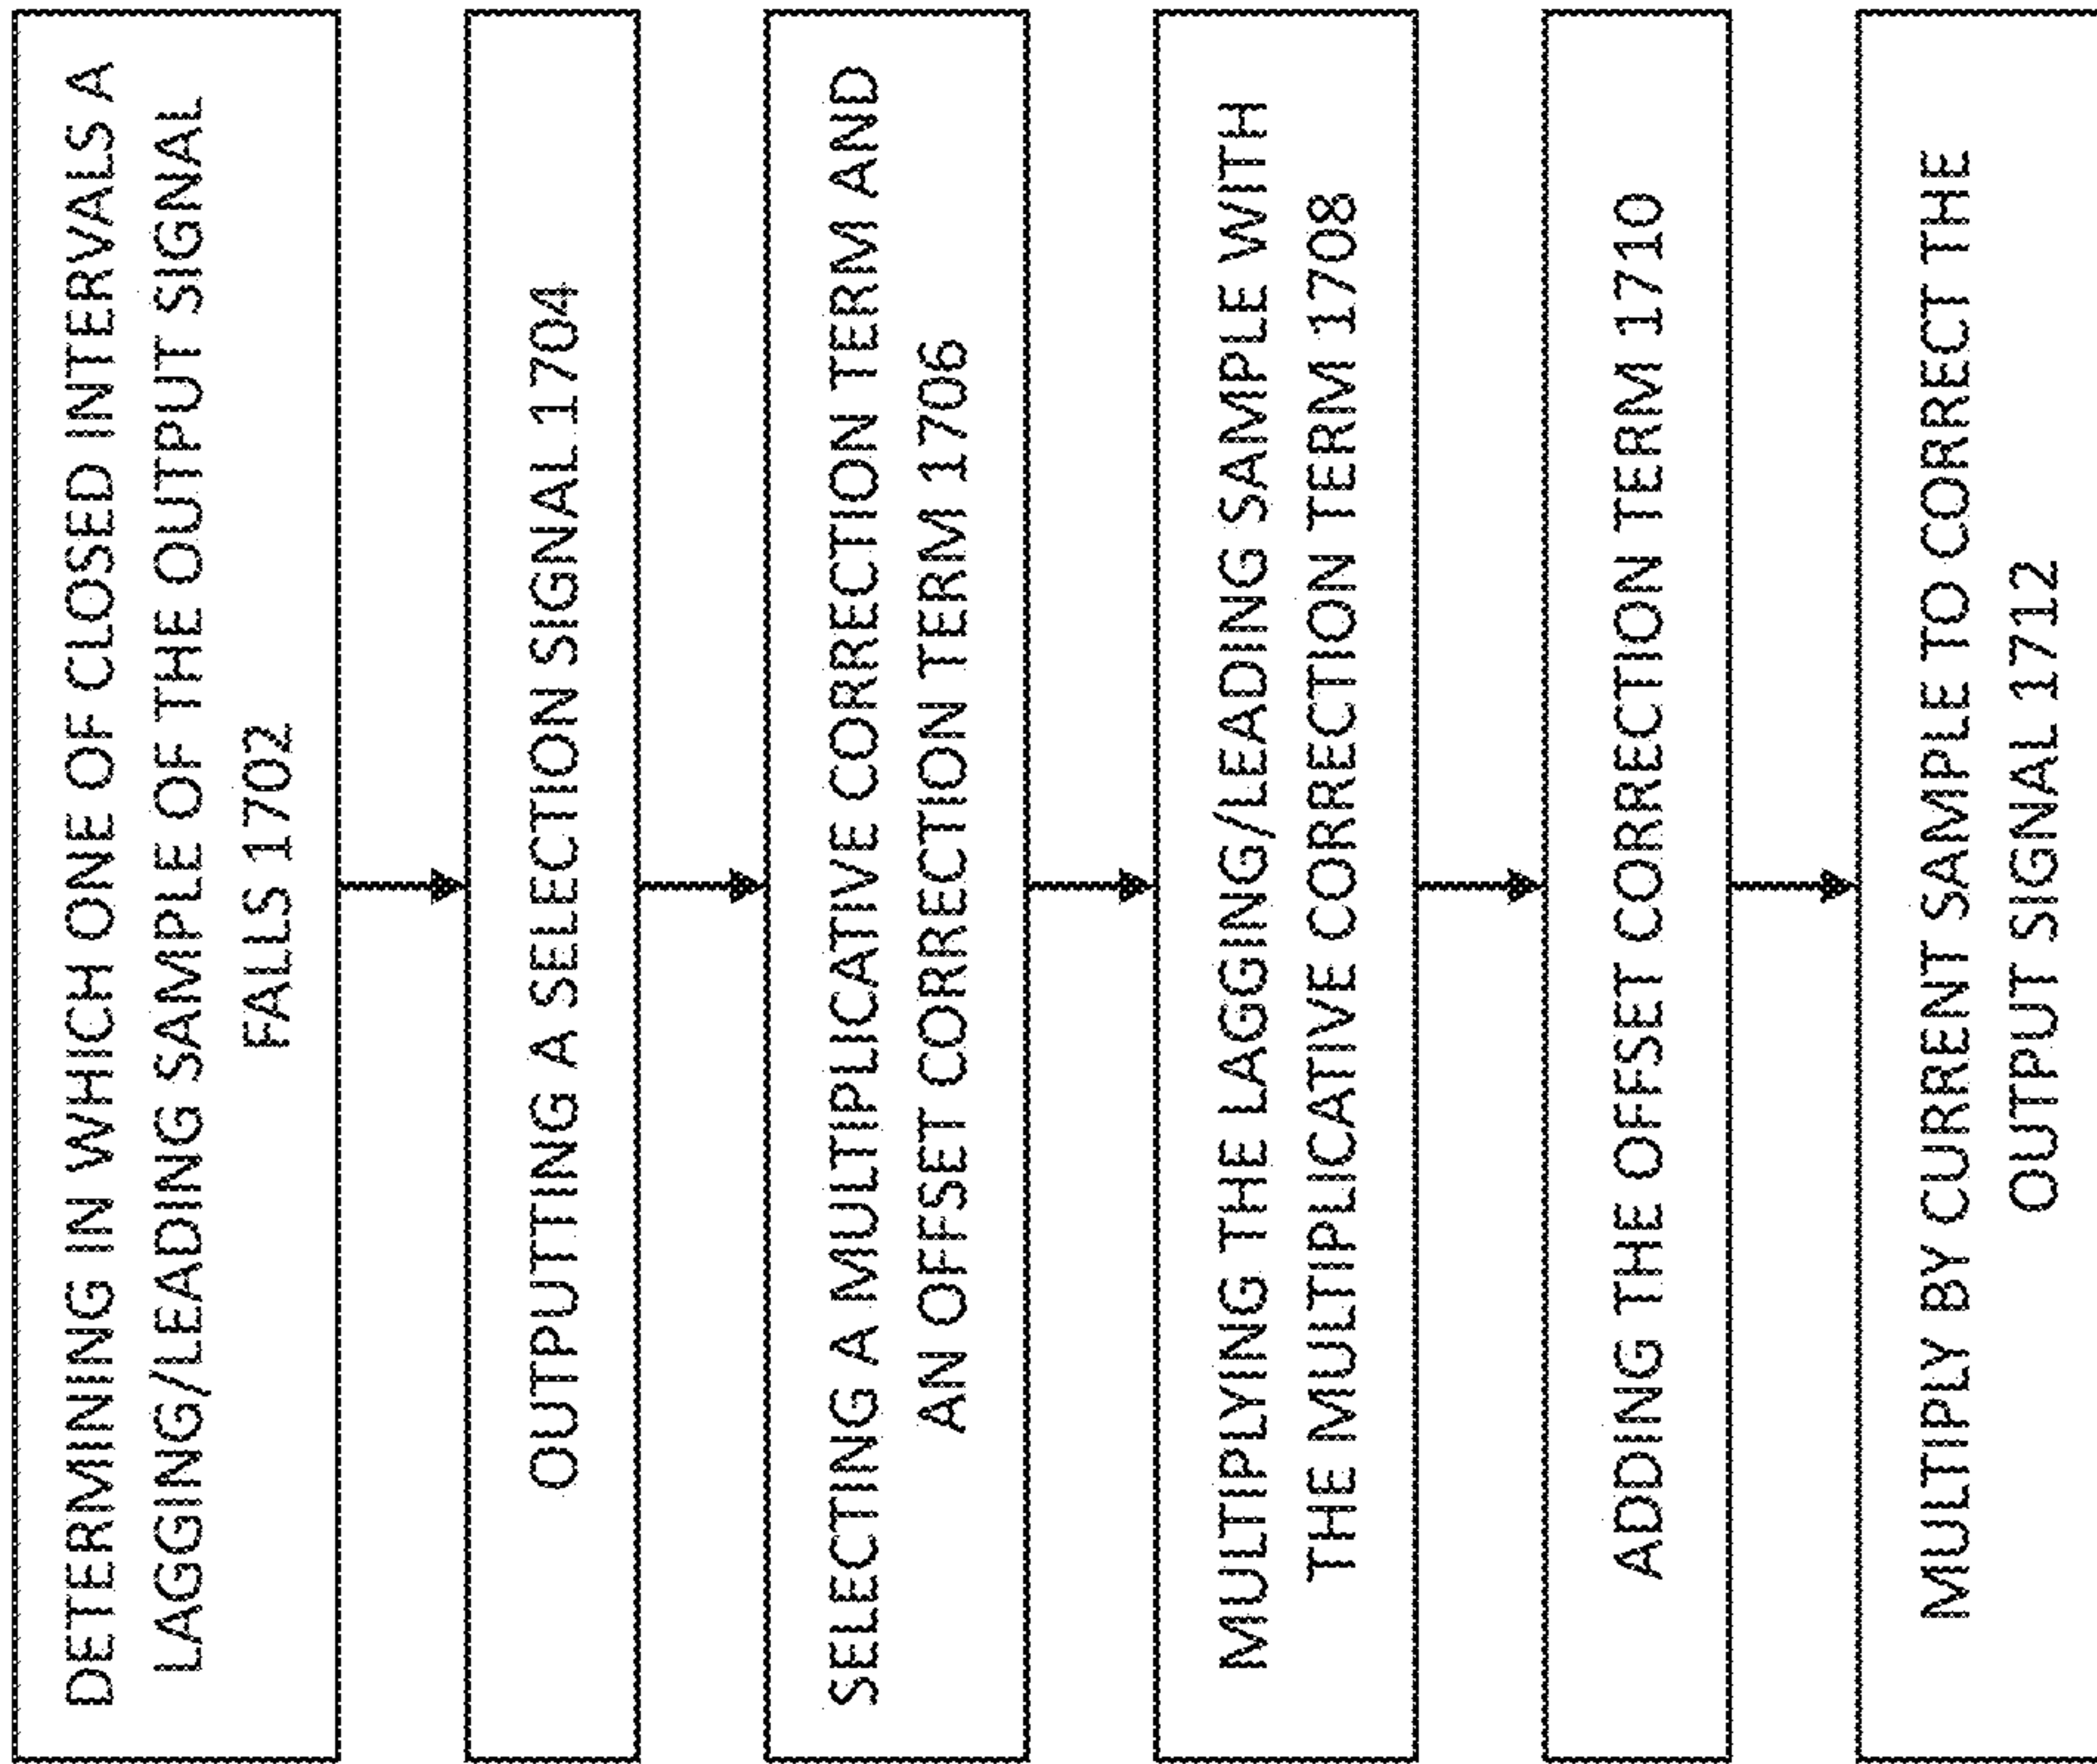 DETERMINING IN WHICH ONE OF CLOSED INTERVALS A
LAGGING/LEADING SAMPLE OF THE OUTPUT SIGNAL
FALLS 1702
OUTPUTTING A SELECTION SIGNAL 1704
SELECTING A MULTIPLICATIVE CORRECTION TERM AND
AN OFFSET CORRECTION TERM 1706
MULTIPLYING THE LAGGING/LEADING SAMPLE WITH
THE MULTIPLICATIVE CORRECTION TERM 1708
ADDING THE OFFSET CORRECTION TERM 1710
MULTIPLY BY CURRENT SAMPLE TO CORRECT THE
OUTPUT SIGNAL 1712